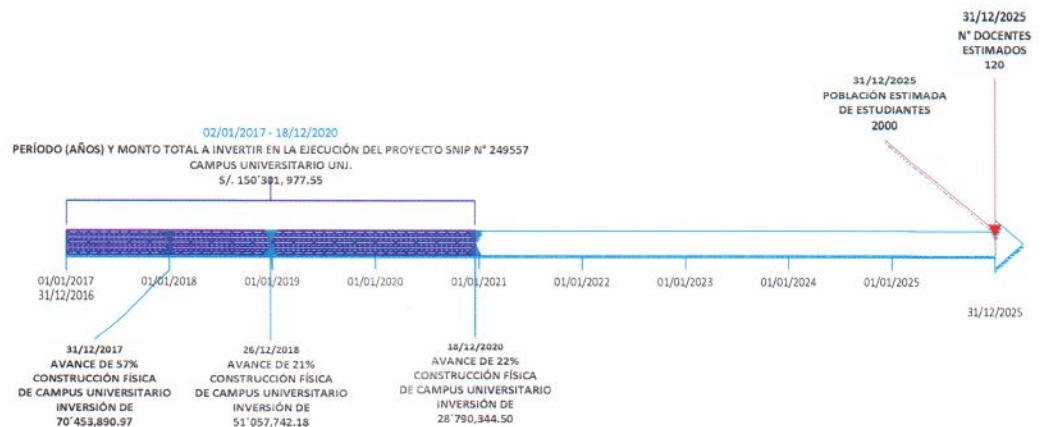 31/12/2025
N° DOCENTES
ESTIMADOS
120
31/12/2025
POBLACIÓN ESTIMADA
DE ESTUDIANTES
2000
02/01/2017 - 18/12/2020
PERÍODO (AÑOS) Y MONTO TOTAL A INVERTIR EN LA EJECUCIÓN DEL PROYECTO SNIP N° 249557
CAMPUS UNIVERSITARIO UNJ.
S/. 150´301, 977.55
01/01/2017
31/12/2016
01/01/2018
01/01/2019
01/01/2020
01/01/2021
01/01/2022
01/01/2023
01/01/2024
01/01/2025
31/12/2025
31/12/2017
AVANCE DE 57%
CONSTRUCCIÓN FÍSICA
DE CAMPUS UNIVERSITARIO
INVERSIÓN DE
70´453,890.97
26/12/2018
AVANCE DE 21%
CONSTRUCCIÓN FÍSICA
DE CAMPUS UNIVERSITARIO
INVERSIÓN DE
51´057,742.18
18/12/2020
AVANCE DE 22%
CONSTRUCCIÓN FÍSICA
DE CAMPUS UNIVERSITARIO
INVERSIÓN DE
28´790,344.50